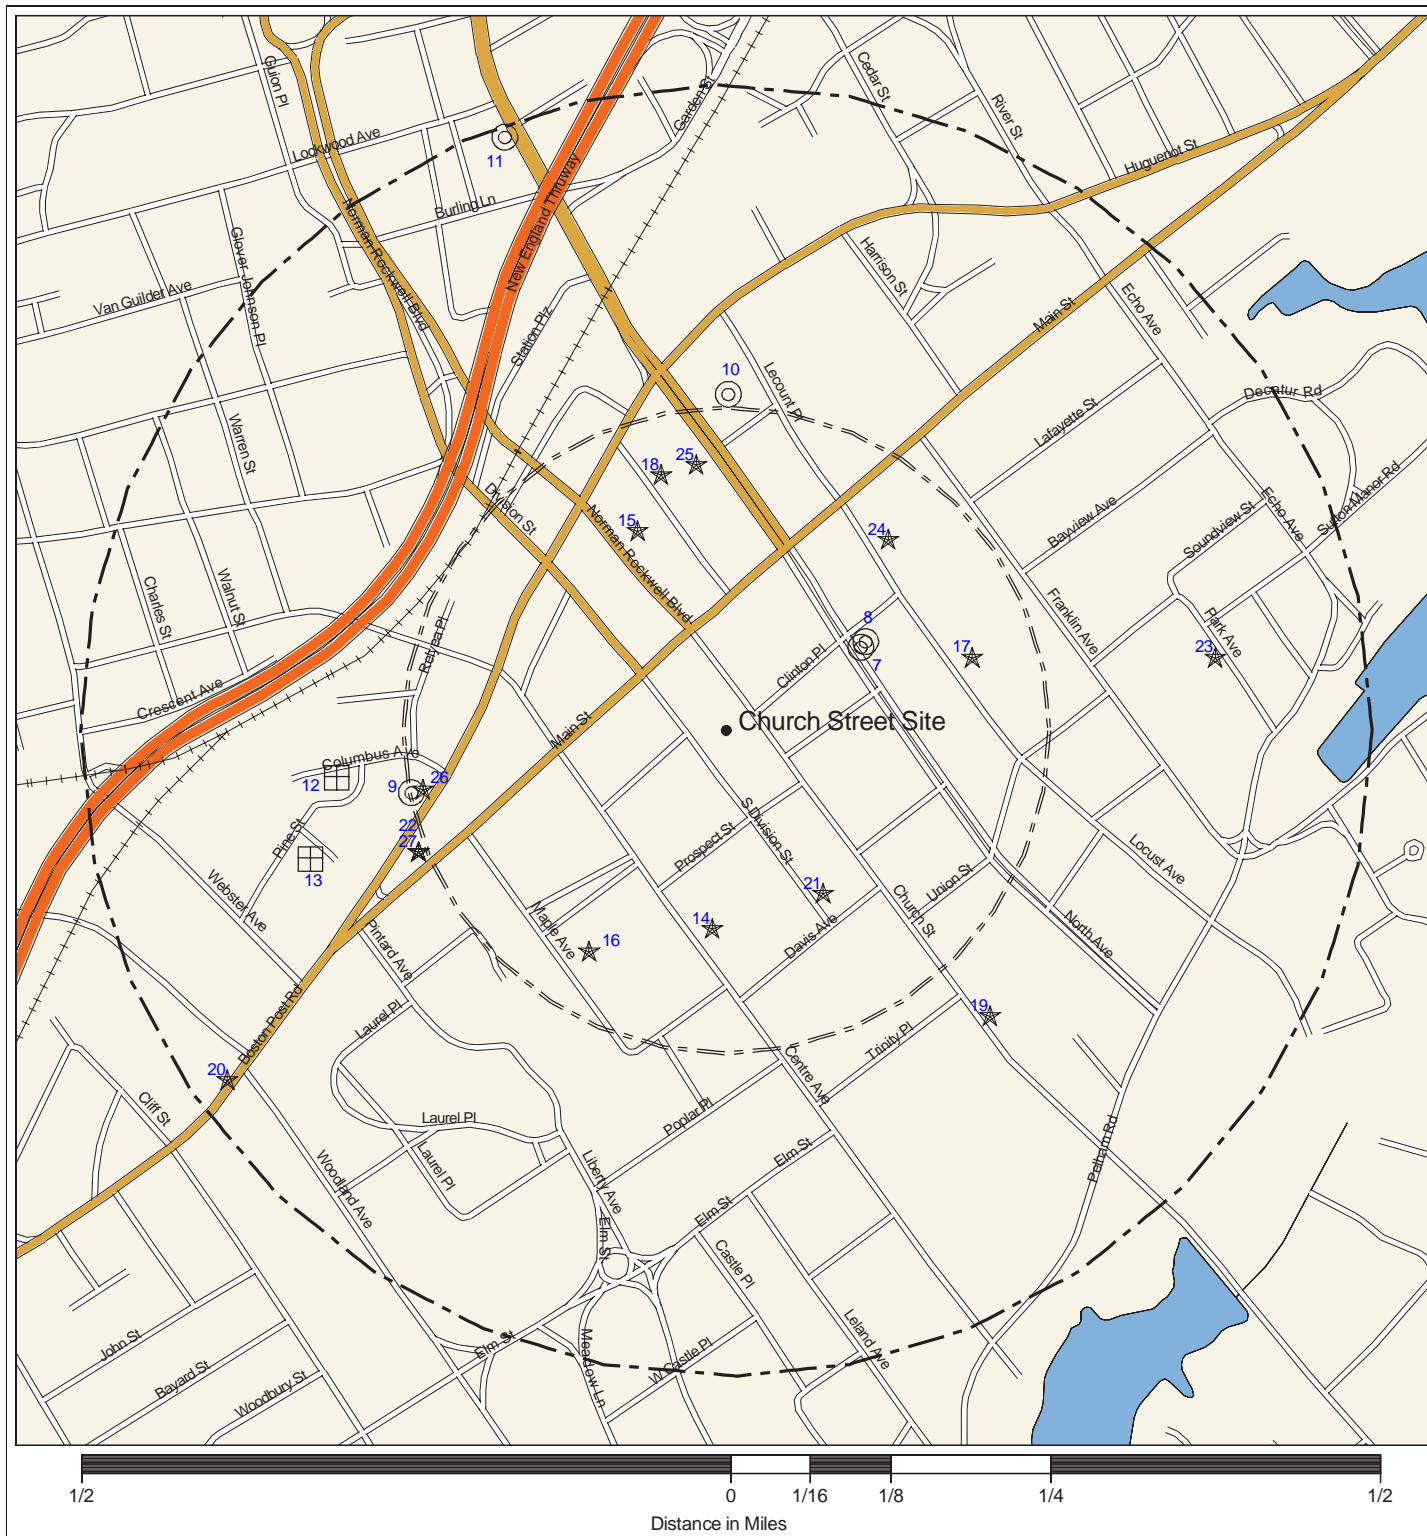 Guion Pl
Cedar St
Garden St
River St
Lockwood Ave
11
Huguenot St
Burling Ln
New England Thruway
Norman Rockwell Blvd
Glover Johnson Pl
Harrison St
Van Guilder Ave
Echo Ave
Main St
Station Plz
10
Lecount Pl
Decatur Rd
Lafayette St
Warren St
25
18
Sutton Manor Rd
Division St
15
Norman Rockwell Blvd
24
Bayview Ave
Soundview St
Echo Ave
Charles St
Walnut St
Franklin Ave
Park Ave
Relyea Pl
8
Clinton Pl
7
17
23
Crescent Ave
Main St
Church Street Site
Columbus Ave
12
9
26
22
27
Pine St
13
S Division St
Prospect St
Locust Ave
Webster Ave
21
Union St
Church St
Maple Ave
14
16
Davis Ave
North Ave
Pintard Ave
Boston Post Rd
Laurel Pl
19
Trinity Pl
20
Centre Ave
Cliff St
Laurel Pl
Poplar Pl
Laurel Pl
Elm St
Pelham Rd
Woodland Ave
Liberty Ave
Elm St
Elm St
Castle Pl
John St
Elm St
Meadow Ln
W Castle Pl
Leland Ave
Bayard St
Woodbury St
1/2
0
1/16
1/8
1/4
1/2
Distance in Miles